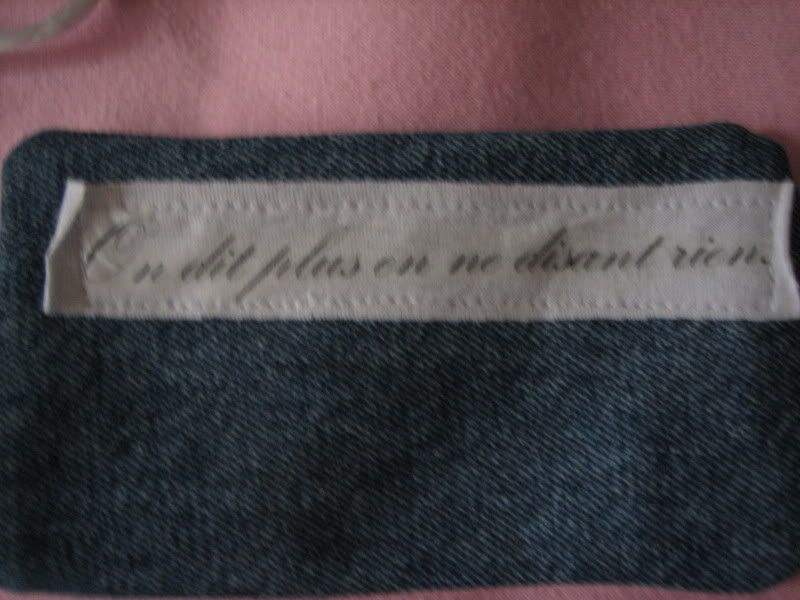 On dit plus en ne disant rien.